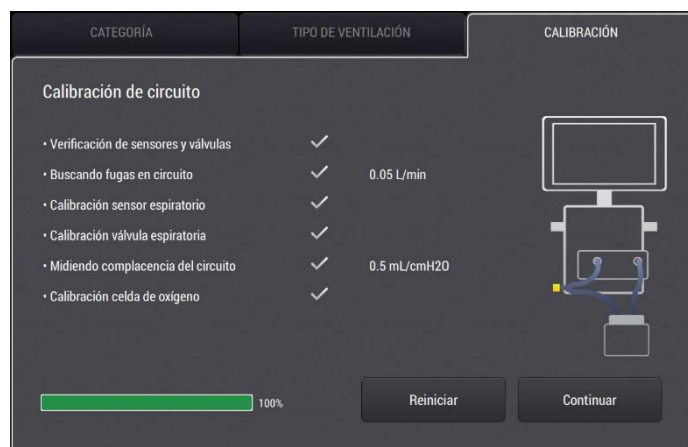 CATEGORÍA
TIPO DE VENTILACIÓN
CALIBRACIÓN
Calibración de circuito
• Verificación de sensores y válvulas
• Buscando fugas en circuito 0.05 L/min
• Calibración sensor espiratorio
• Calibración válvula espiratoria
• Midiendo complacencia del circuito 0.5 mL/cmH2O
• Calibración celda de oxígeno
100%
Reiniciar
Continuar